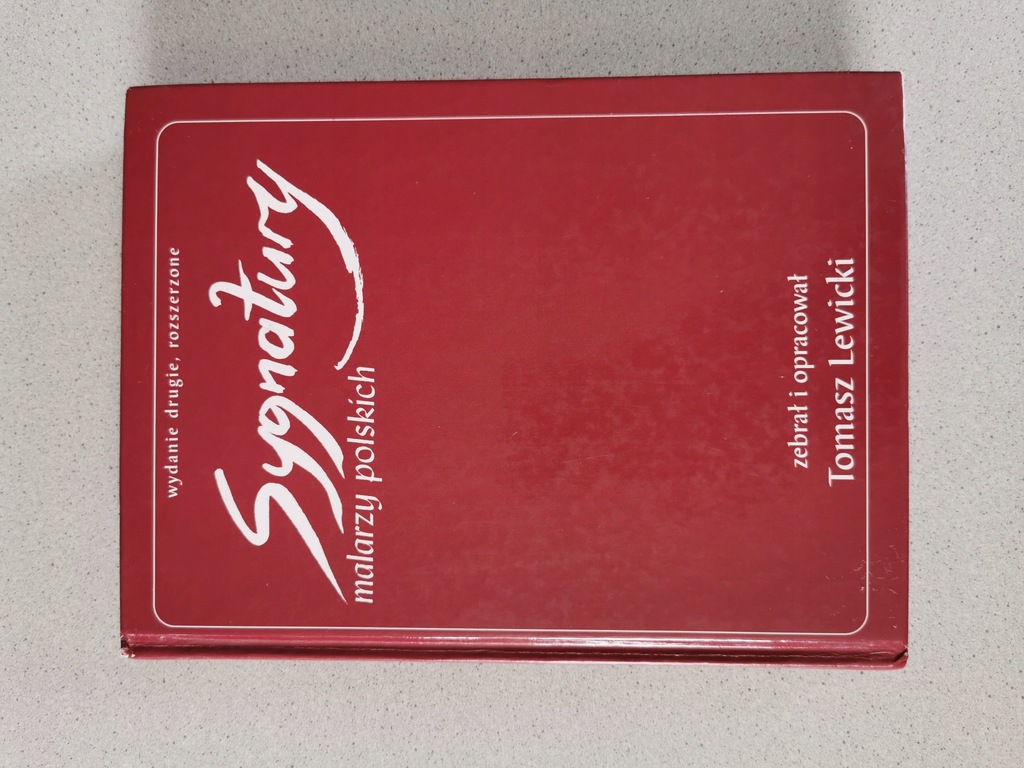 wydanie drugie, rozszerzone
Sygnatury
malarzy polskich
zebrał i opracował
Tomasz Lewicki